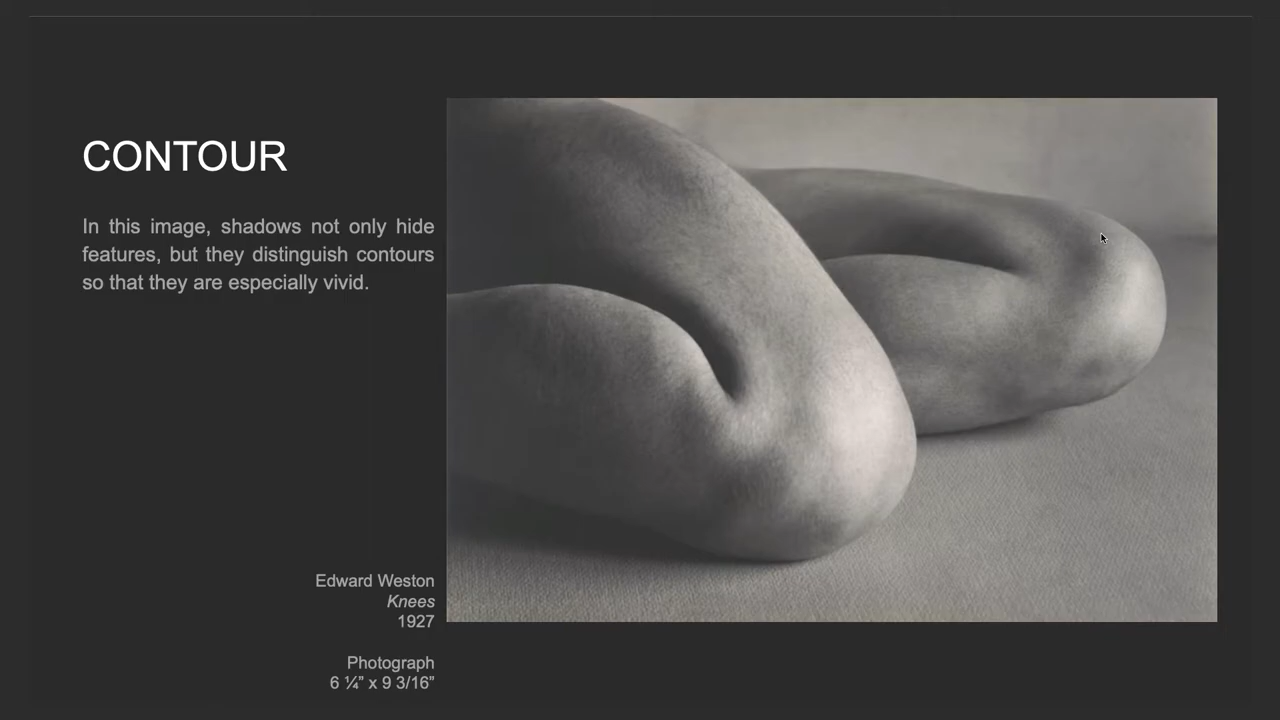 CONTOUR
In this image, shadows not only hide
features, but they distinguish contours
so that they are especially vivid.
Edward Weston
Knees
1927
Photograph
6 ¼” x 9 3/16”